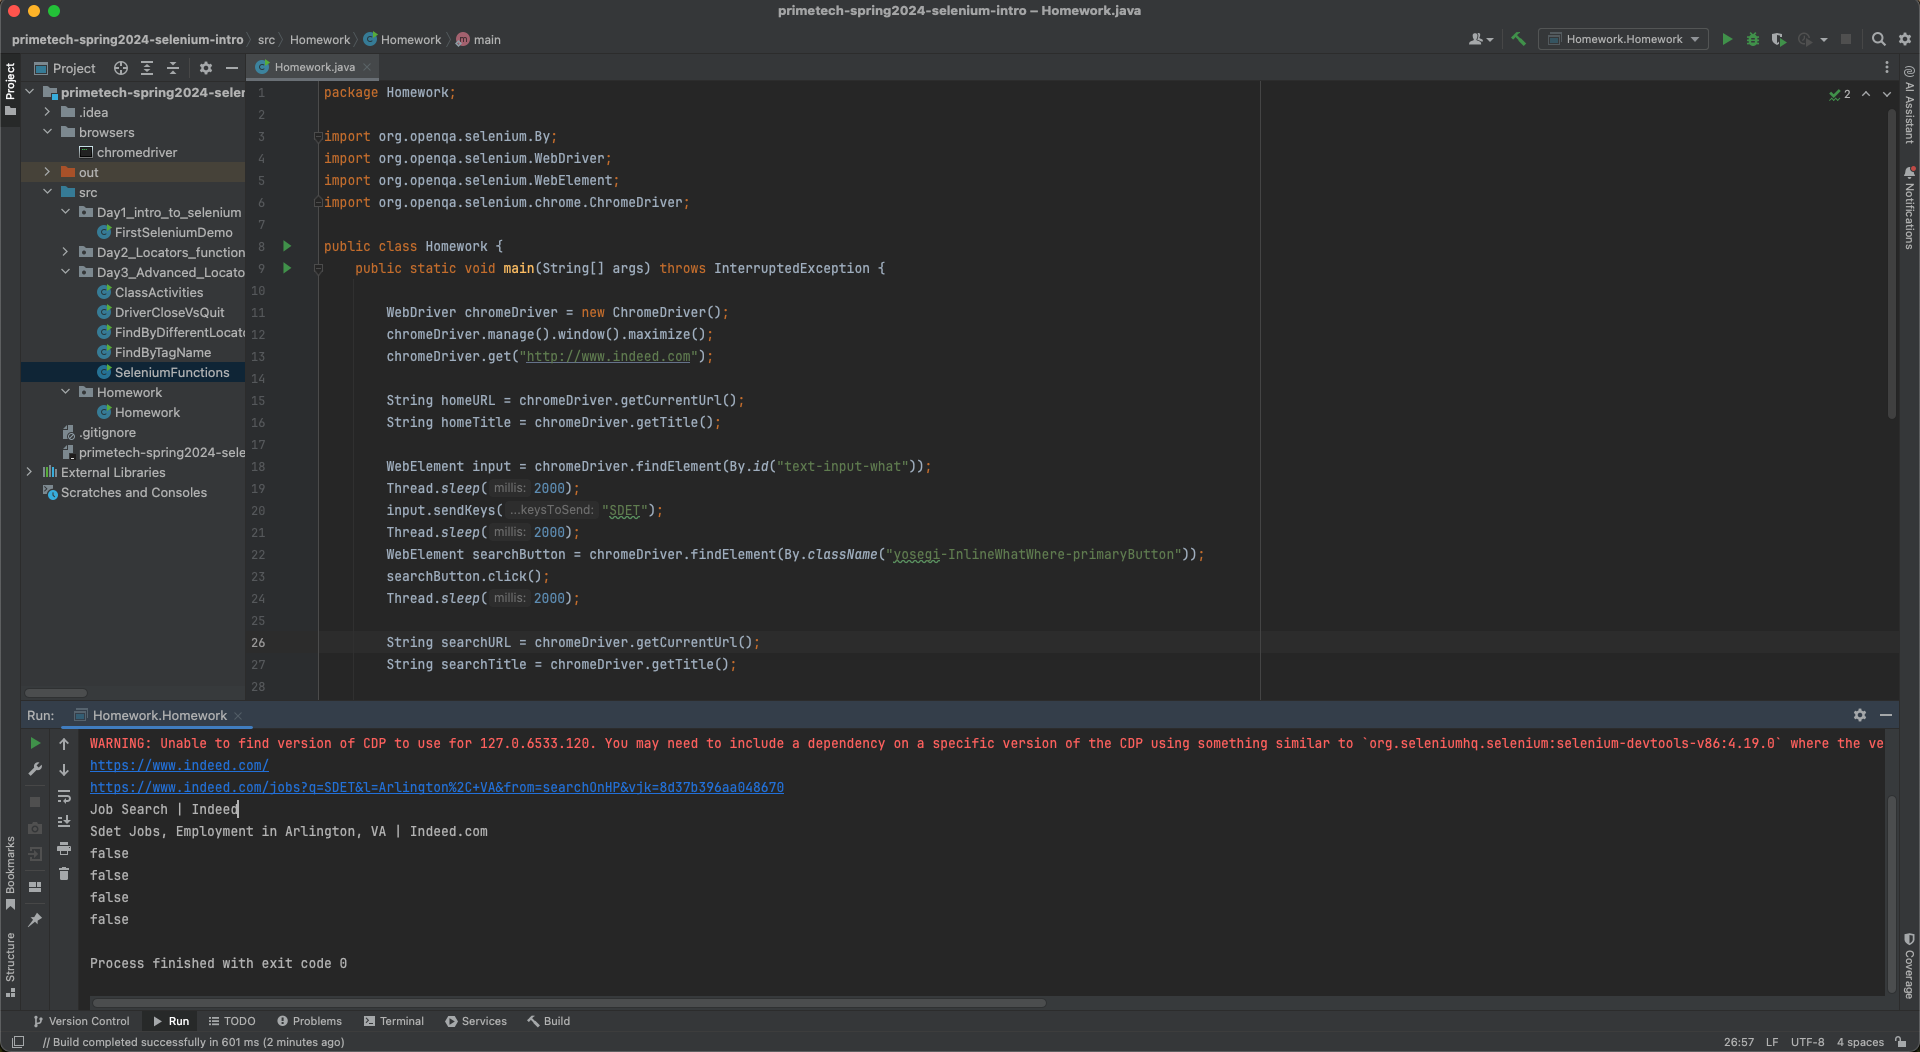 primetech-spring2024-selenium-intro – Homework.java
primetech-spring2024-selenium-intro src Homework Homework main
Homework.Homework
Project
Homework.java
Project
primetech-spring2024-seler
.idea
browsers
chromedriver
out
src
Day1_intro_to_selenium
FirstSeleniumDemo
Day2_Locators_function
Day3_Advanced_Locato
ClassActivities
DriverCloseVsQuit
FindByDifferentLocato
FindByTagName
SeleniumFunctions
Homework
Homework
.gitignore
primetech-spring2024-sele
External Libraries
Scratches and Consoles
1 package Homework;
2
3 import org.openqa.selenium.By;
4 import org.openqa.selenium.WebDriver;
5 import org.openqa.selenium.WebElement;
6 import org.openqa.selenium.chrome.ChromeDriver;
7
8 public class Homework {
9 public static void main(String[] args) throws InterruptedException {
10
11 WebDriver chromeDriver = new ChromeDriver();
12 chromeDriver.manage().window().maximize();
13 chromeDriver.get("http://www.indeed.com");
14
15 String homeURL = chromeDriver.getCurrentUrl();
16 String homeTitle = chromeDriver.getTitle();
17
18 WebElement input = chromeDriver.findElement(By.id("text-input-what"));
19 Thread.sleep( millis: 2000);
20 input.sendKeys( ...keysToSend: "SDET");
21 Thread.sleep( millis: 2000);
22 WebElement searchButton = chromeDriver.findElement(By.className("yosegi-InlineWhatWhere-primaryButton"));
23 searchButton.click();
24 Thread.sleep( millis: 2000);
25
26 String searchURL = chromeDriver.getCurrentUrl();
27 String searchTitle = chromeDriver.getTitle();
28
2
AI Assistant
Notifications
Coverage
Bookmarks
Structure
Run: Homework.Homework
WARNING: Unable to find version of CDP to use for 127.0.6533.120. You may need to include a dependency on a specific version of the CDP using something similar to `org.seleniumhq.selenium:selenium-devtools-v86:4.19.0` where the ve
https://www.indeed.com/
https://www.indeed.com/jobs?q=SDET&l=Arlington%2C+VA&from=searchOnHP&vjk=8d37b396aa048670
Job Search | Indeed
Sdet Jobs, Employment in Arlington, VA | Indeed.com
false
false
false
false
Process finished with exit code 0
Version Control Run TODO Problems Terminal Services Build
// Build completed successfully in 601 ms (2 minutes ago)
26:57 LF UTF-8 4 spaces